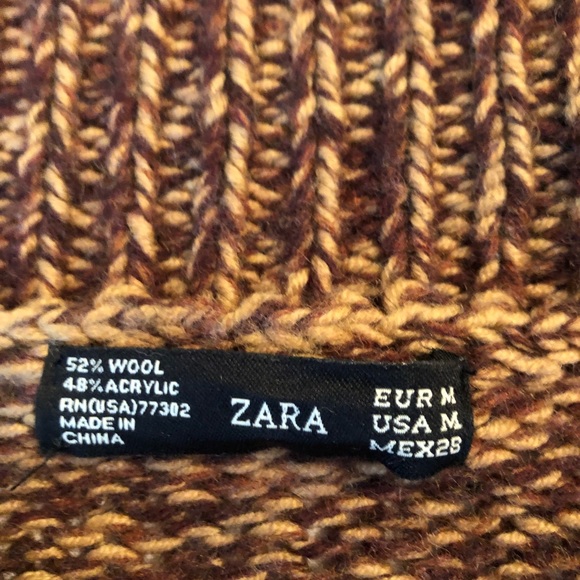 52% WOOL
48% ACRYLIC
RN(USA)77302
MADE IN
CHINA
ZARA
EUR M
USA M
MEX28